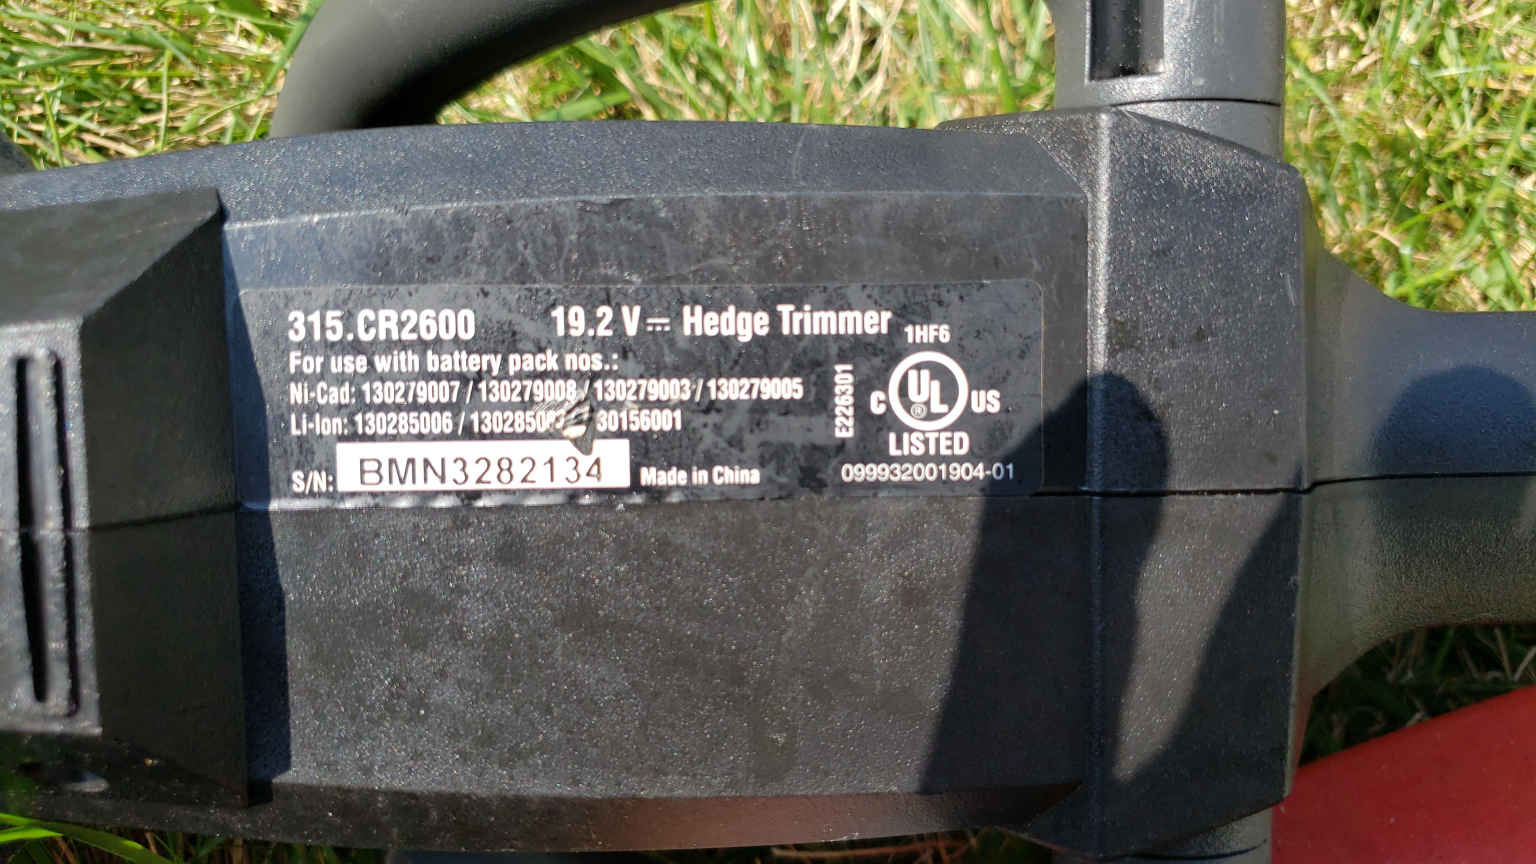 315.CR2600 19.2 V⎓ Hedge Trimmer
1HF6
For use with battery pack nos.:
Ni-Cad: 130279007 / 130279008 / 130279003 / 130279005
Li-Ion: 130285006 /
S/N: BMN3282134 Made in China
E226301
C UL ® US
LISTED
099932001904-01